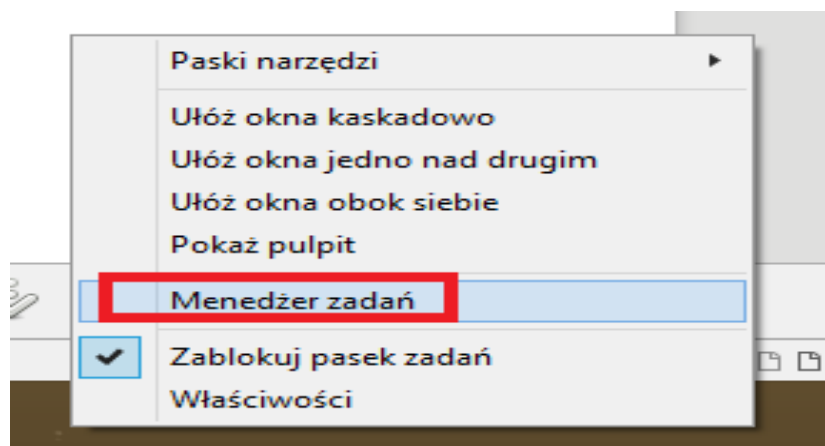 Paski narzędzi
Ułóż okna kaskadowo
Ułóż okna jedno nad drugim
Ułóż okna obok siebie
Pokaż pulpit
Menedżer zadań
Zablokuj pasek zadań
Właściwości